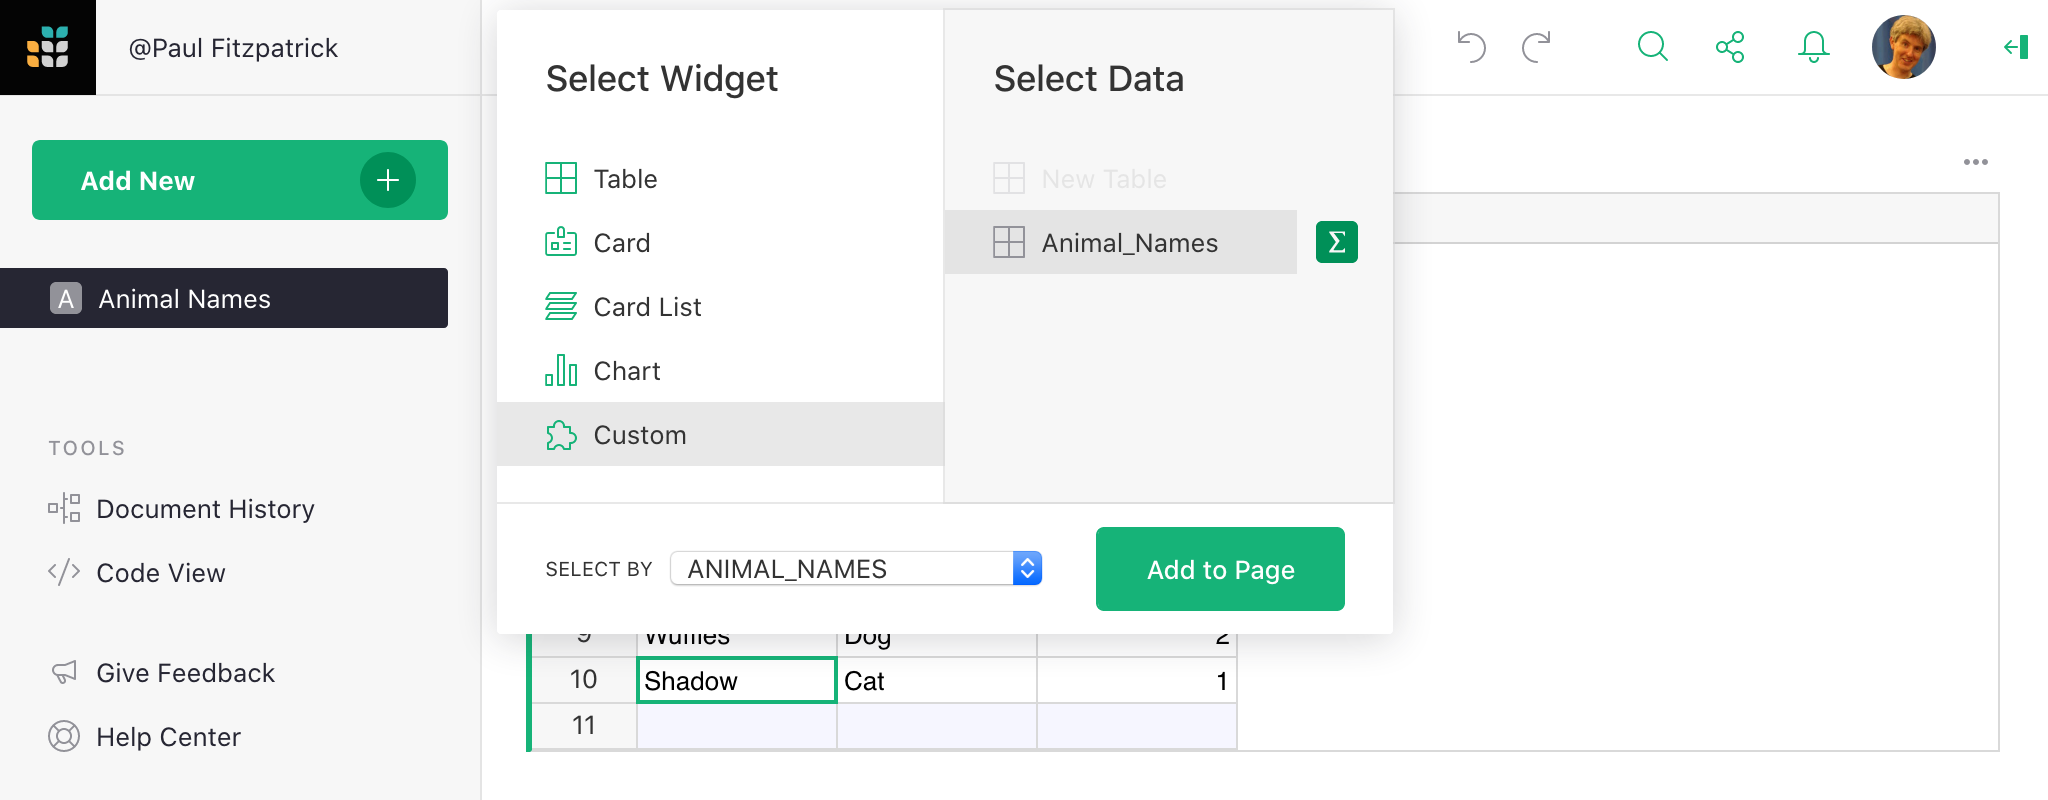 @Paul Fitzpatrick
Add New
A Animal Names
TOOLS
Document History
Code View
Give Feedback
Help Center
Select Widget
Table
Card
Card List
Chart
Custom
Select Data
New Table
Animal_Names Σ
SELECT BY ANIMAL_NAMES
Add to Page
9 Wuffles Dog 2
10 Shadow Cat 1
11